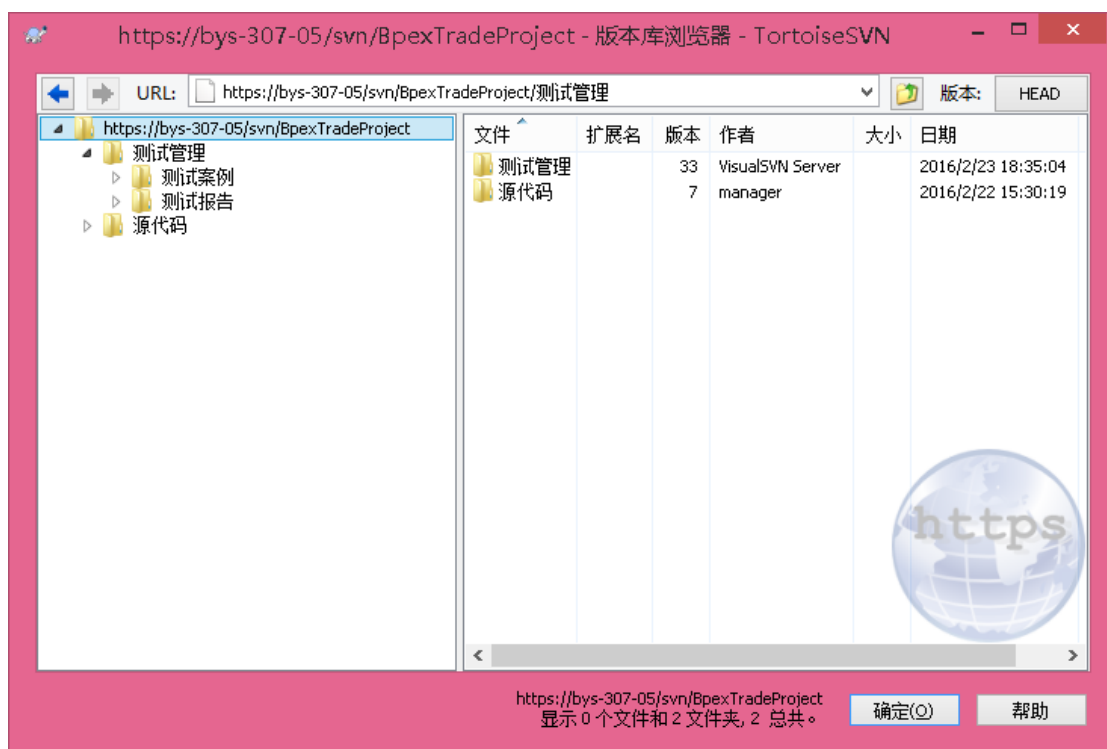 https://bys-307-05/svn/BpexTradeProject - 版本库浏览器 - TortoiseSVN
URL: https://bys-307-05/svn/BpexTradeProject/测试管理 版本: HEAD
https://bys-307-05/svn/BpexTradeProject
测试管理
测试案例
测试报告
源代码
文件 扩展名 版本 作者 大小 日期
测试管理 33 VisualSVN Server 2016/2/23 18:35:04
源代码 7 manager 2016/2/22 15:30:19
https
https://bys-307-05/svn/BpexTradeProject
显示 0 个文件和 2 文件夹, 2 总共。
确定(O) 帮助